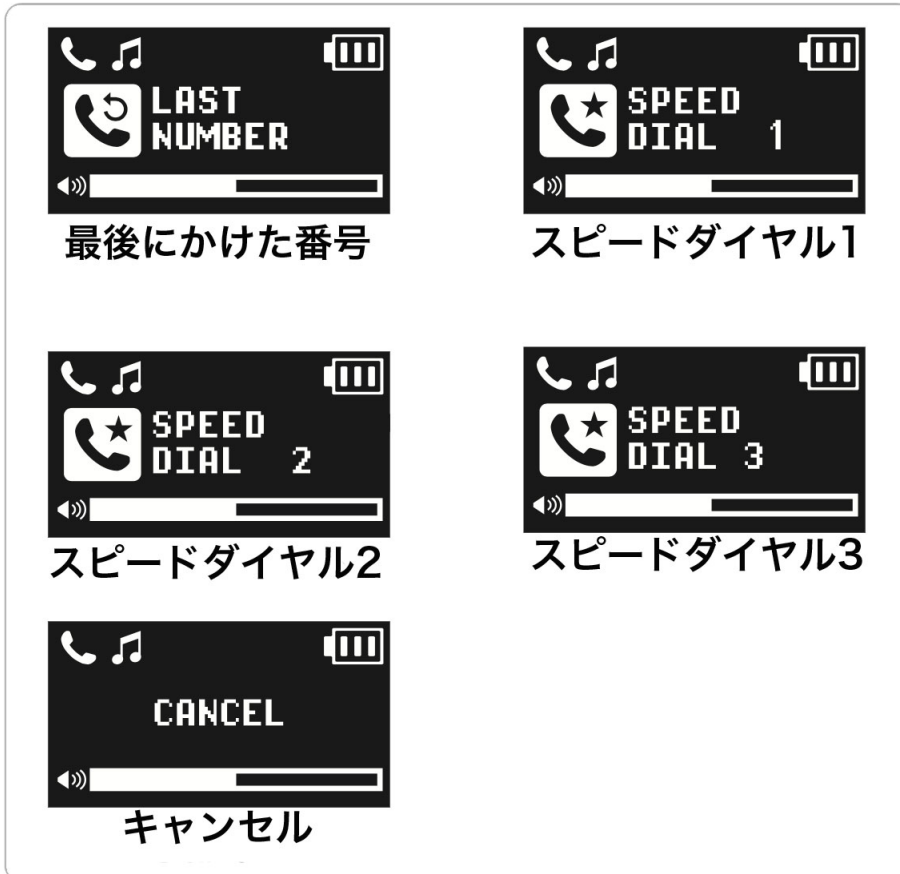 LAST
NUMBER
最後にかけた番号
SPEED
DIAL 1
スピードダイヤル1
SPEED
DIAL 2
スピードダイヤル2
SPEED
DIAL 3
スピードダイヤル3
CANCEL
キャンセル